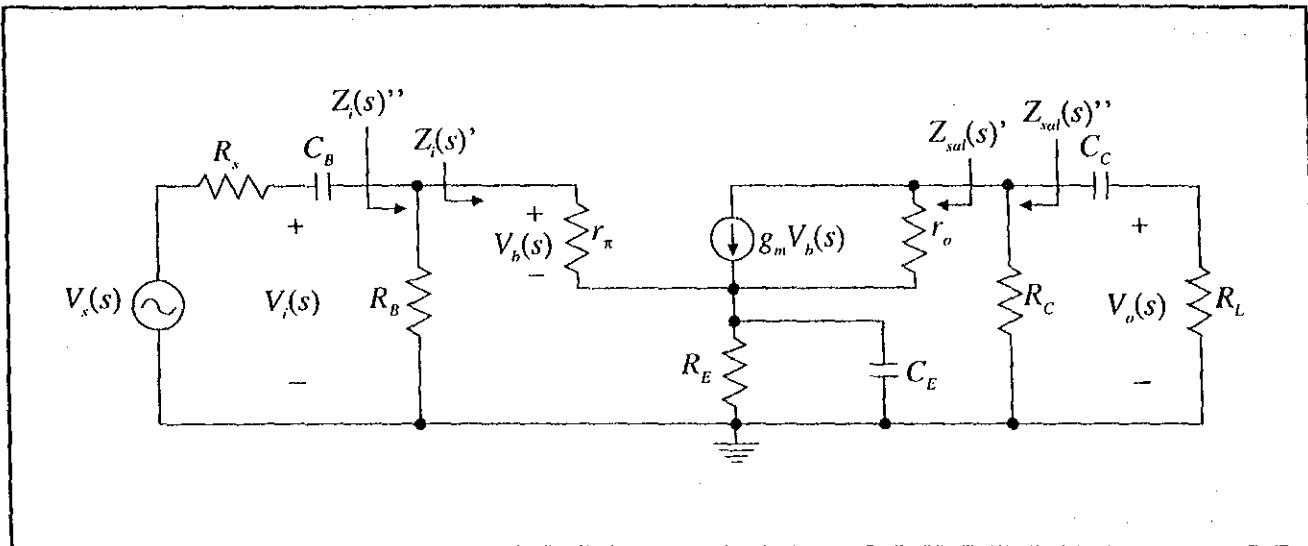 Z_i(s)''
Z_i(s)'
R_s
C_B
V_s(s)
+
V_i(s)
−
R_B
+
V_b(s)
−
r_π
g_m V_b(s)
r_o
Z_sal(s)'
Z_sal(s)''
C_C
R_E
C_E
R_C
+
V_o(s)
−
R_L